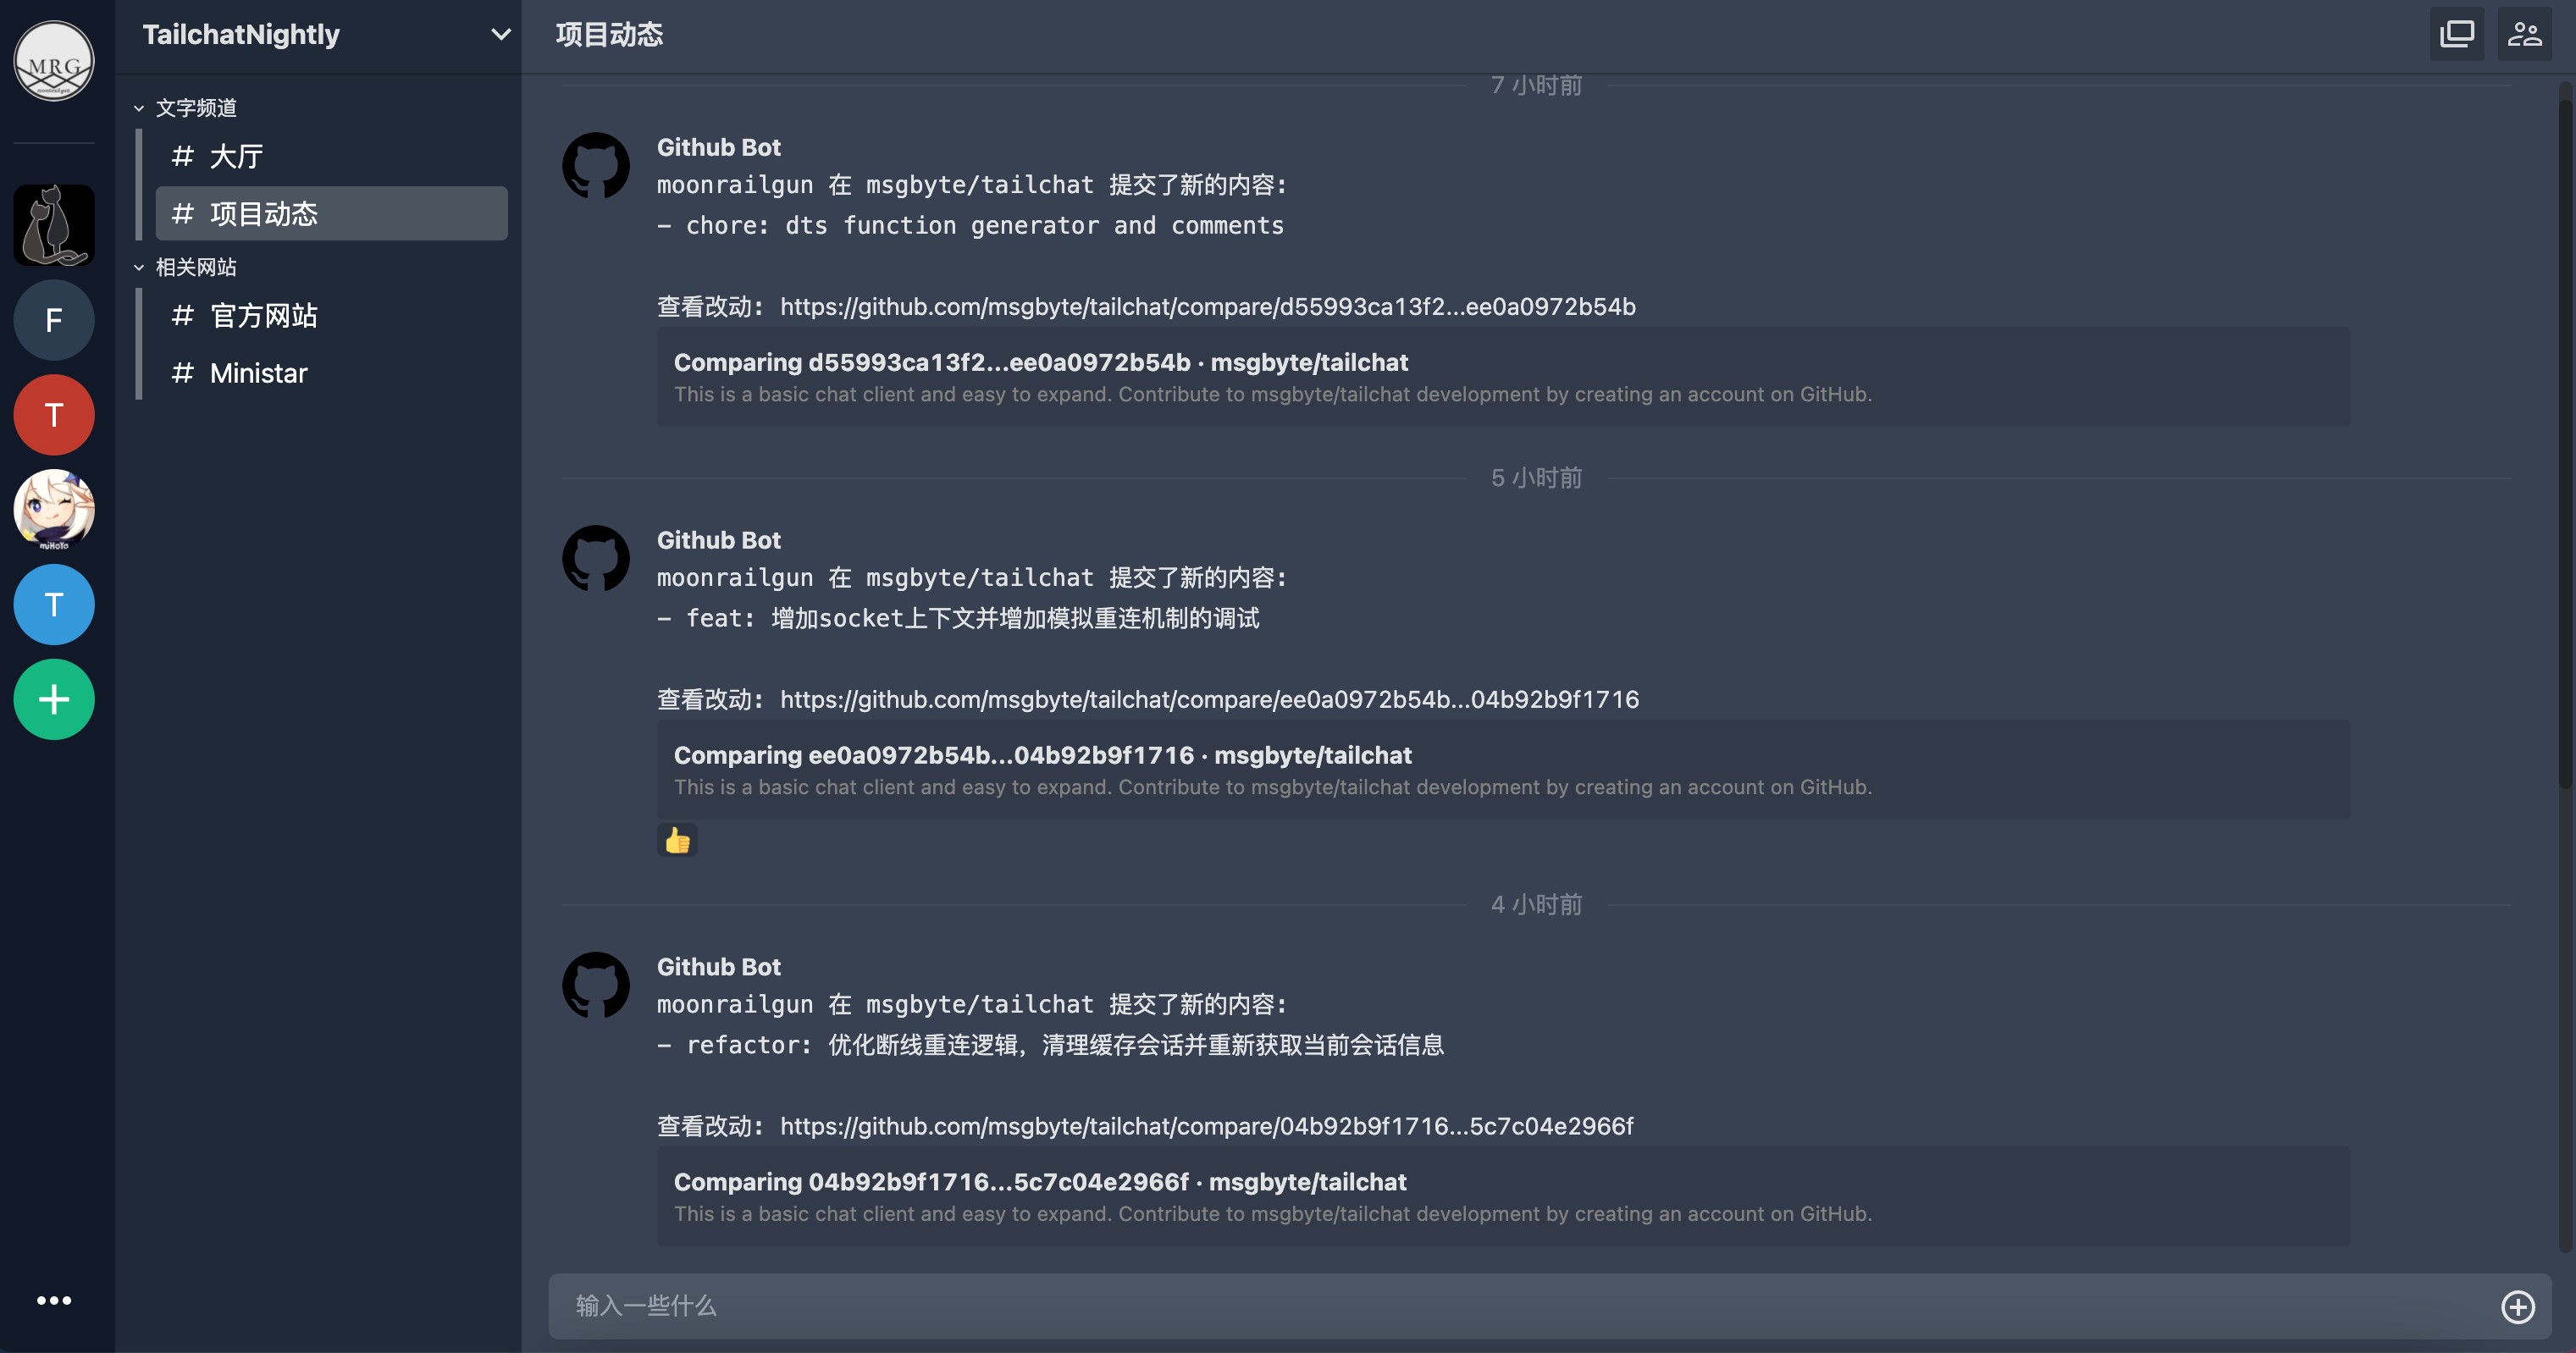 MRG
moonrailgun
F
T
miHoYo
T
TailchatNightly
文字频道
# 大厅
# 项目动态
相关网站
# 官方网站
# Ministar
项目动态
7 小时前
Github Bot
moonrailgun 在 msgbyte/tailchat 提交了新的内容:
- chore: dts function generator and comments
查看改动: https://github.com/msgbyte/tailchat/compare/d55993ca13f2...ee0a0972b54b
Comparing d55993ca13f2...ee0a0972b54b · msgbyte/tailchat
This is a basic chat client and easy to expand. Contribute to msgbyte/tailchat development by creating an account on GitHub.
5 小时前
Github Bot
moonrailgun 在 msgbyte/tailchat 提交了新的内容:
- feat: 增加socket上下文并增加模拟重连机制的调试
查看改动: https://github.com/msgbyte/tailchat/compare/ee0a0972b54b...04b92b9f1716
Comparing ee0a0972b54b...04b92b9f1716 · msgbyte/tailchat
This is a basic chat client and easy to expand. Contribute to msgbyte/tailchat development by creating an account on GitHub.
4 小时前
Github Bot
moonrailgun 在 msgbyte/tailchat 提交了新的内容:
- refactor: 优化断线重连逻辑，清理缓存会话并重新获取当前会话信息
查看改动: https://github.com/msgbyte/tailchat/compare/04b92b9f1716...5c7c04e2966f
Comparing 04b92b9f1716...5c7c04e2966f · msgbyte/tailchat
This is a basic chat client and easy to expand. Contribute to msgbyte/tailchat development by creating an account on GitHub.
输入一些什么